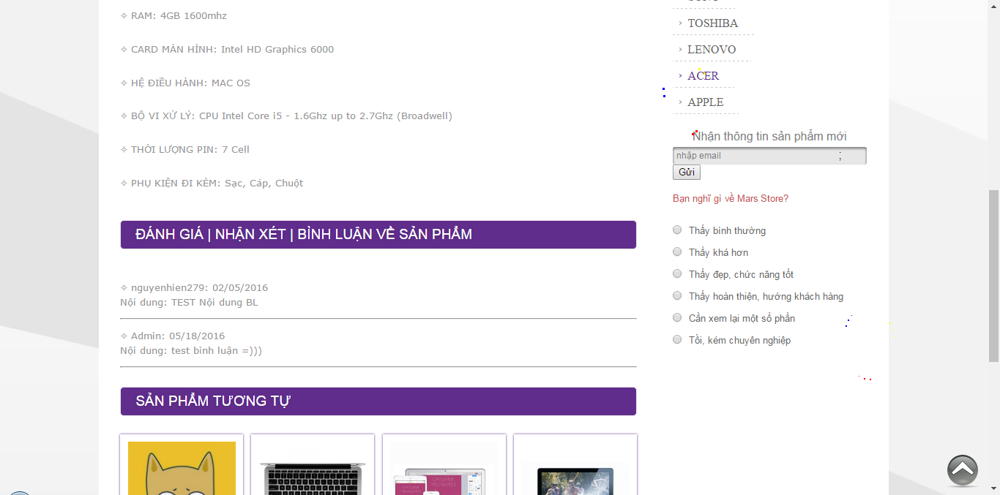 ✧ RAM: 4GB 1600mhz
✧ CARD MÀN HÌNH: Intel HD Graphics 6000
✧ HỆ ĐIỀU HÀNH: MAC OS
✧ BỘ VI XỬ LÝ: CPU Intel Core i5 - 1.6Ghz up to 2.7Ghz (Broadwell)
✧ THỜI LƯỢNG PIN: 7 Cell
✧ PHỤ KIỆN ĐI KÈM: Sạc, Cáp, Chuột
ĐÁNH GIÁ | NHẬN XÉT | BÌNH LUẬN VỀ SẢN PHẨM
✧ nguyenhien279: 02/05/2016
Nội dung: TEST Nội dung BL
✧ Admin: 05/18/2016
Nội dung: test bình luận =)))
SẢN PHẨM TƯƠNG TỰ
ORIGAMI
TREASURES
› TOSHIBA
› LENOVO
› ACER
› APPLE
Nhận thông tin sản phẩm mới
nhập email
Gửi
Bạn nghĩ gì về Mars Store?
Thấy bình thường
Thấy khá hơn
Thấy đẹp, chức năng tốt
Thấy hoàn thiện, hướng khách hàng
Cần xem lại một số phần
Tồi, kém chuyên nghiệp